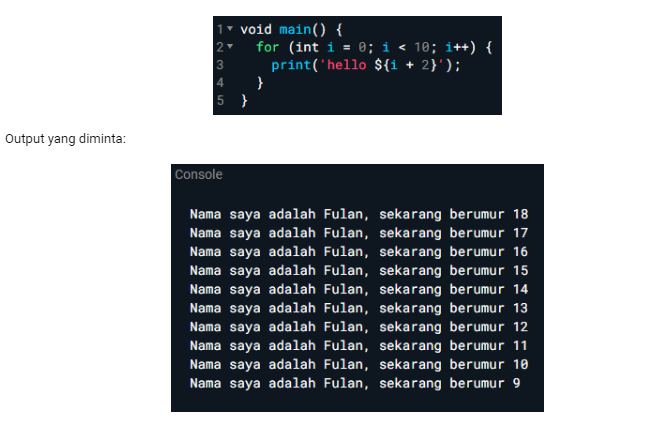 1 void main() {
2 for (int i = 0; i < 10; i++) {
3 print('hello ${i + 2}');
4 }
5 }
Output yang diminta:
Console
Nama saya adalah Fulan, sekarang berumur 18
Nama saya adalah Fulan, sekarang berumur 17
Nama saya adalah Fulan, sekarang berumur 16
Nama saya adalah Fulan, sekarang berumur 15
Nama saya adalah Fulan, sekarang berumur 14
Nama saya adalah Fulan, sekarang berumur 13
Nama saya adalah Fulan, sekarang berumur 12
Nama saya adalah Fulan, sekarang berumur 11
Nama saya adalah Fulan, sekarang berumur 10
Nama saya adalah Fulan, sekarang berumur 9